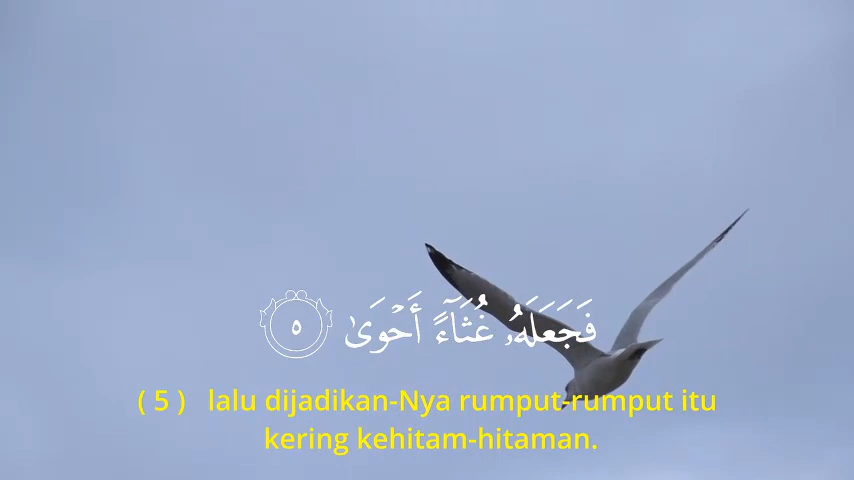 فَجَعَلَهُۥ غُثَآءً أَحْوَىٰ ٥
( 5 ) lalu dijadikan-Nya rumput-rumput itu
kering kehitam-hitaman.